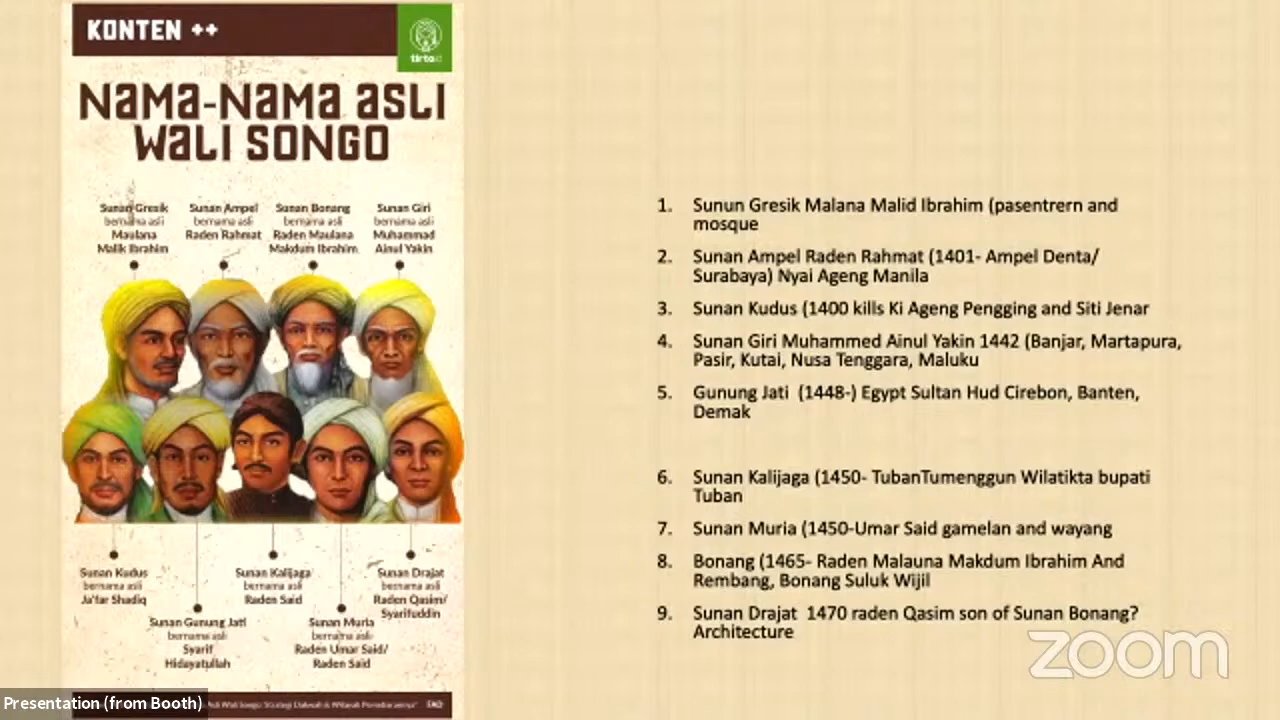 KONTEN ++
tirto.id
NAMA-NAMA ASLI
WALI SONGO
Sunan Gresik
bernama asli
Maulana
Malik Ibrahim
Sunan Ampel
bernama asli
Raden Rahmat
Sunan Bonang
bernama asli
Raden Maulana
Makdum Ibrahim
Sunan Giri
bernama asli
Muhammad
Ainul Yakin
Sunan Kudus
bernama asli
Ja'far Shadiq
Sunan Gunung Jati
bernama asli
Syarif
Hidayatullah
Sunan Kalijaga
bernama asli
Raden Said
Sunan Muria
bernama asli
Raden Umar Said/
Raden Said
Sunan Drajat
bernama asli
Raden Qasim/
Syarifuddin
Asli Wali Songo: Strategi Dakwah & Wilayah
Presentation (from Booth)
1. Sunun Gresik Malana Malid Ibrahim (pasentrern and
mosque
2. Sunan Ampel Raden Rahmat (1401- Ampel Denta/
Surabaya) Nyai Ageng Manila
3. Sunan Kudus (1400 kills Ki Ageng Pengging and Siti Jenar
4. Sunan Giri Muhammed Ainul Yakin 1442 (Banjar, Martapura,
Pasir, Kutai, Nusa Tenggara, Maluku
5. Gunung Jati (1448-) Egypt Sultan Hud Cirebon, Banten,
Demak
6. Sunan Kalijaga (1450- TubanTumenggun Wilatikta bupati
Tuban
7. Sunan Muria (1450-Umar Said gamelan and wayang
8. Bonang (1465- Raden Malauna Makdum Ibrahim And
Rembang, Bonang Suluk Wijil
9. Sunan Drajat 1470 raden Qasim son of Sunan Bonang?
Architecture
zoom